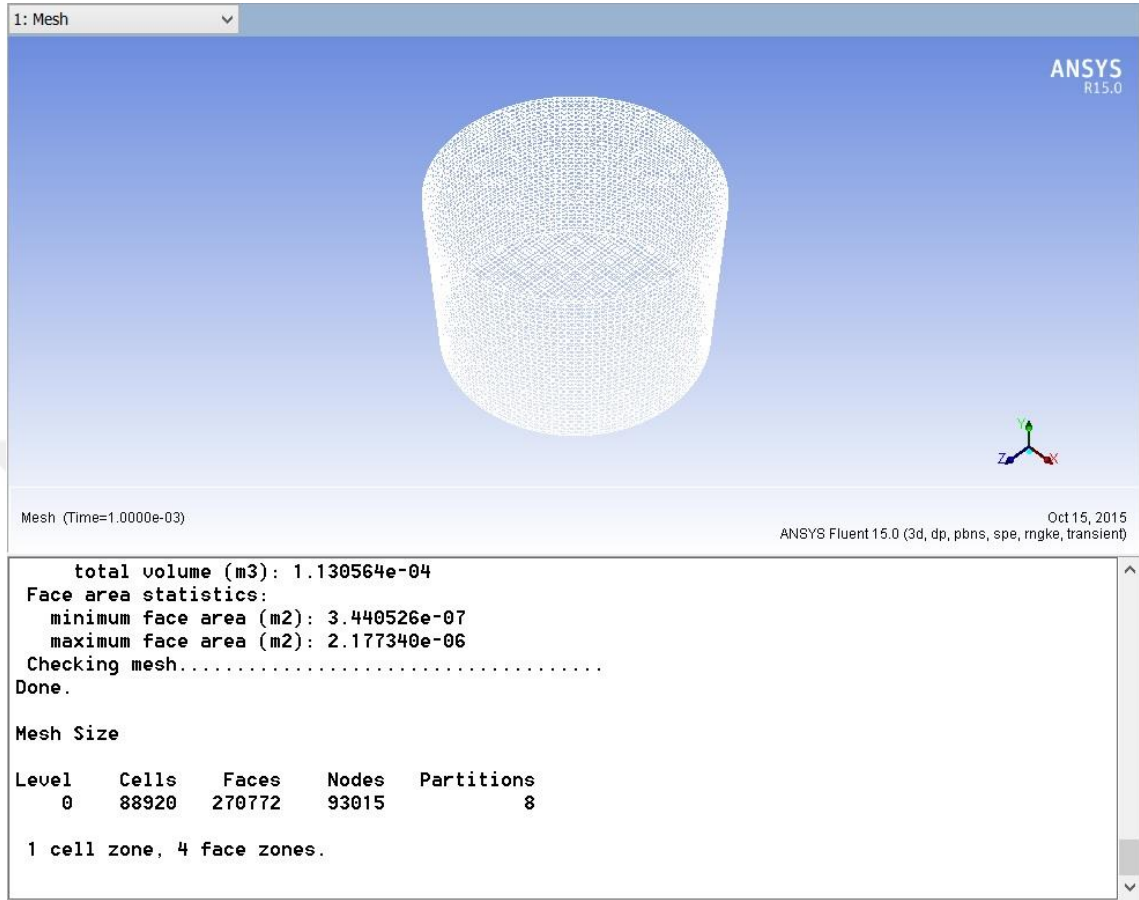 1: Mesh
ANSYS
R15.0
Y
Z
X
Mesh (Time=1.0000e-03)
Oct 15, 2015
ANSYS Fluent 15.0 (3d, dp, pbns, spe, rngke, transient)
total volume (m3): 1.130564e-04
Face area statistics:
minimum face area (m2): 3.440526e-07
maximum face area (m2): 2.177340e-06
Checking mesh.....................................
Done.
Mesh Size
Level Cells Faces Nodes Partitions
0 88920 270772 93015 8
1 cell zone, 4 face zones.